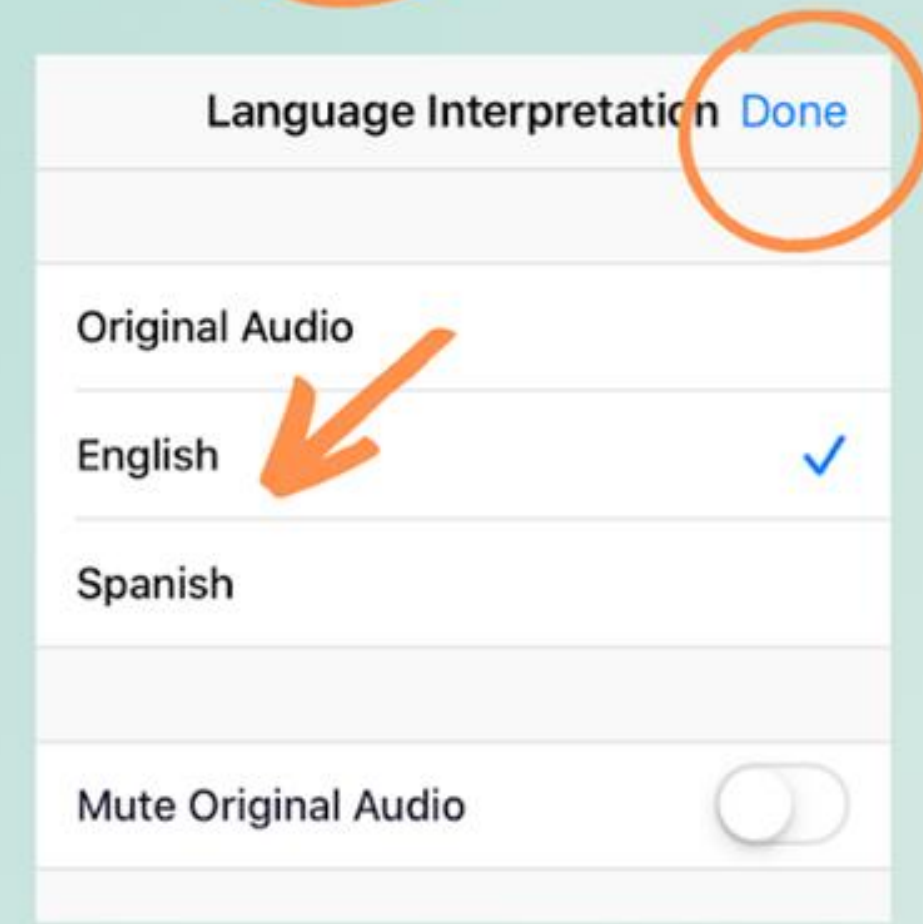 Language Interpretation Done
Original Audio
English
Spanish
Mute Original Audio